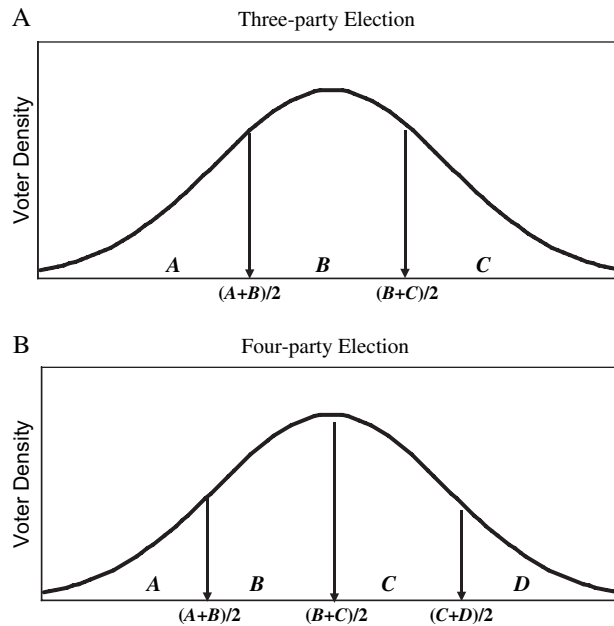 A
Three-party Election
Voter Density
A B C
(A+B)/2 (B+C)/2
B
Four-party Election
Voter Density
A B C D
(A+B)/2 (B+C)/2 (C+D)/2